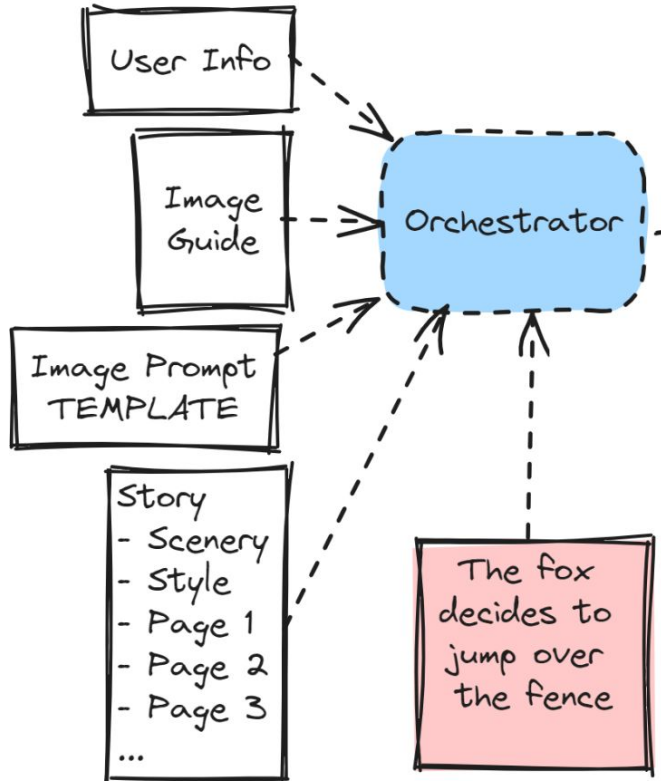 User Info
Image
Guide
Orchestrator
Image Prompt
TEMPLATE
Story
- Scenery
- Style
- Page 1
- Page 2
- Page 3
...
The fox
decides to
jump over
the fence